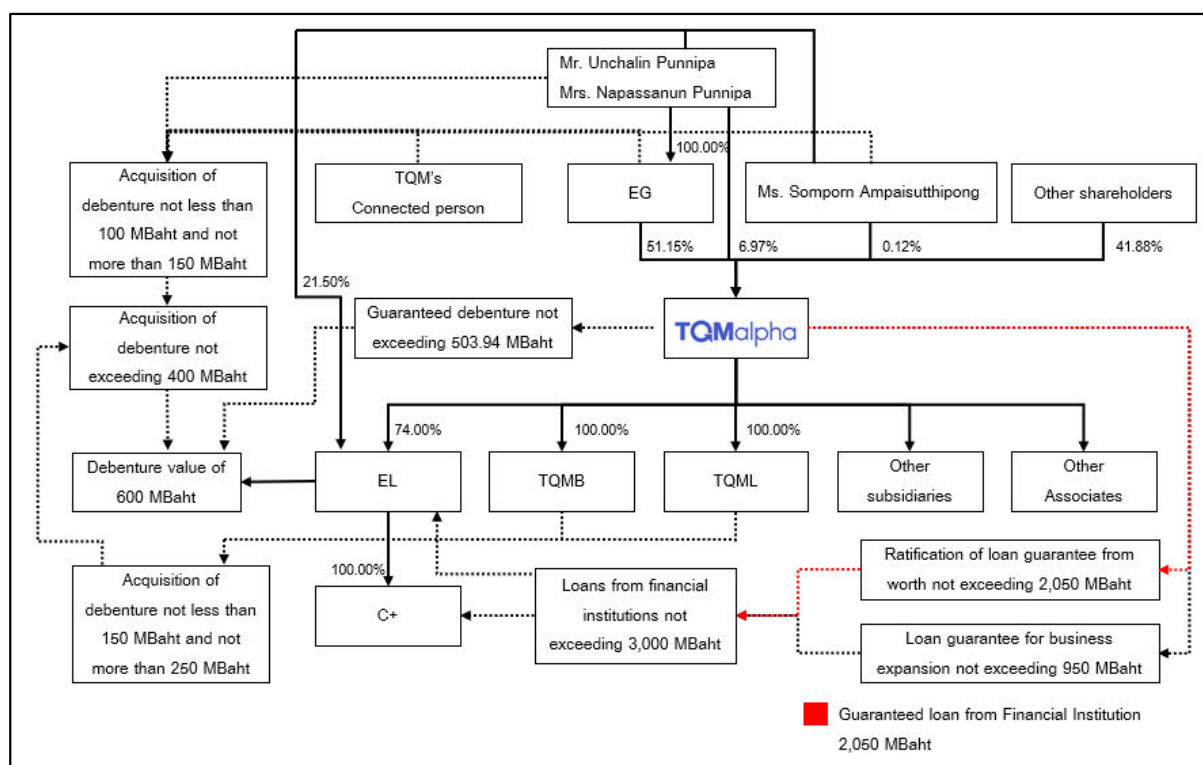 Mr. Unchalin Punnipa
Mrs. Napassanun Punnipa
100.00%
Acquisition of
debenture not less than
100 MBaht and not
more than 150 MBaht
TQM's
Connected person
EG
Ms. Somporn Ampaisutthipong
Other shareholders
51.15%
6.97%
0.12%
41.88%
21.50%
Acquisition of
debenture not
exceeding 400 MBaht
Guaranteed debenture not
exceeding 503.94 MBaht
TQMalpha
74.00%
100.00%
100.00%
Debenture value of
600 MBaht
EL
TQMB
TQML
Other
subsidiaries
Other
Associates
Acquisition of
debenture not less than
150 MBaht and not
more than 250 MBaht
100.00%
C+
Loans from financial
institutions not
exceeding 3,000 MBaht
Ratification of loan guarantee from
worth not exceeding 2,050 MBaht
Loan guarantee for business
expansion not exceeding 950 MBaht
Guaranteed loan from Financial Institution
2,050 MBaht